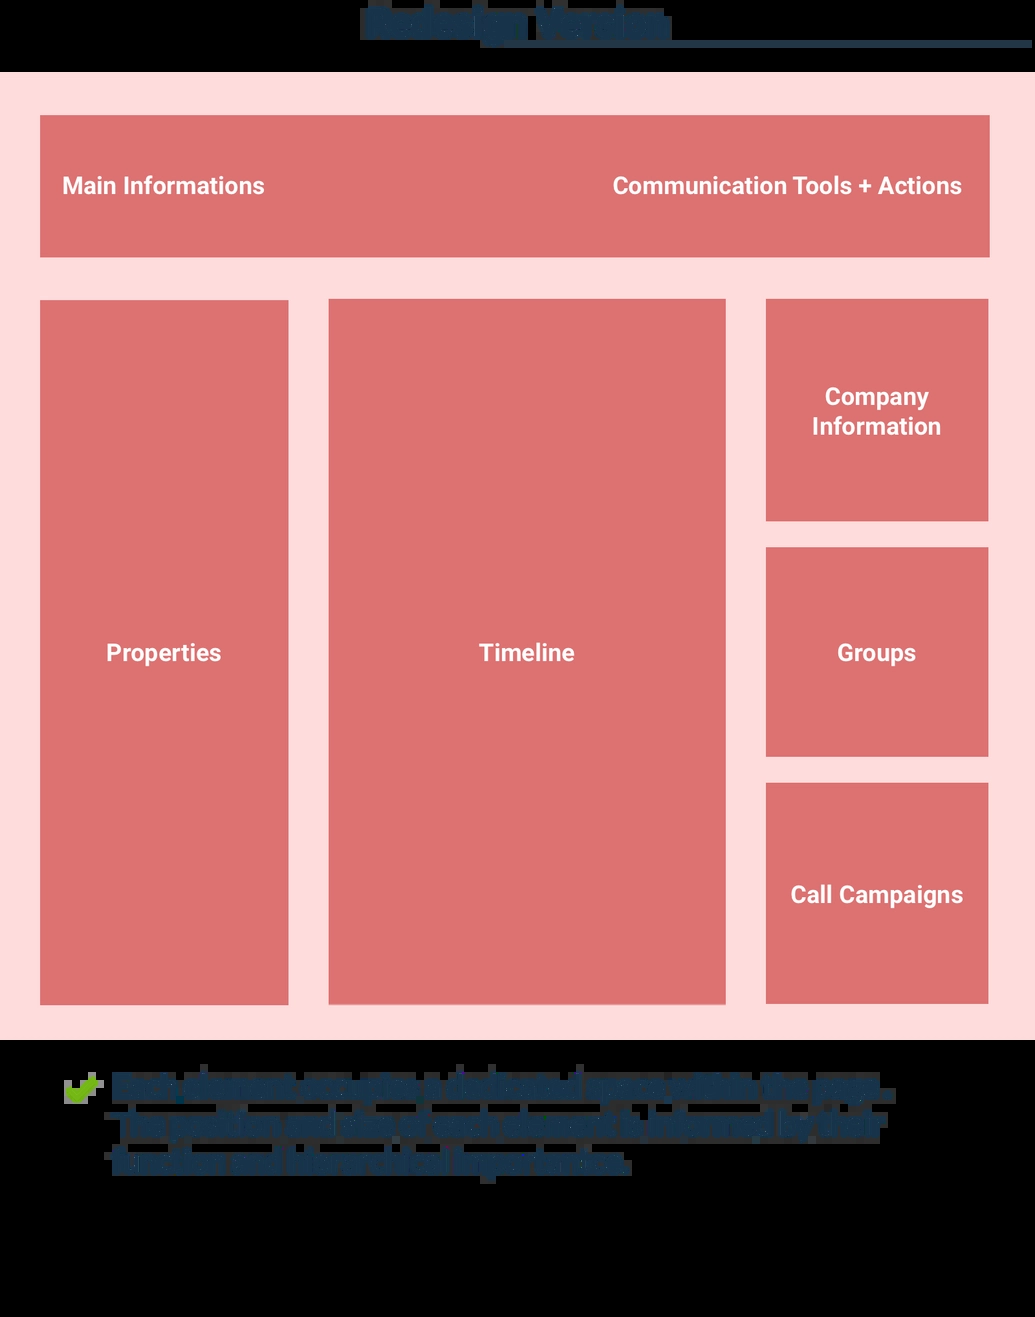 Redesign Version
Main Informations
Communication Tools + Actions
Company
Information
Properties
Timeline
Groups
Call Campaigns
Each element occupies a dedicated space within the page.
The position and size of each element is informed by their
function and hierarchical importance.